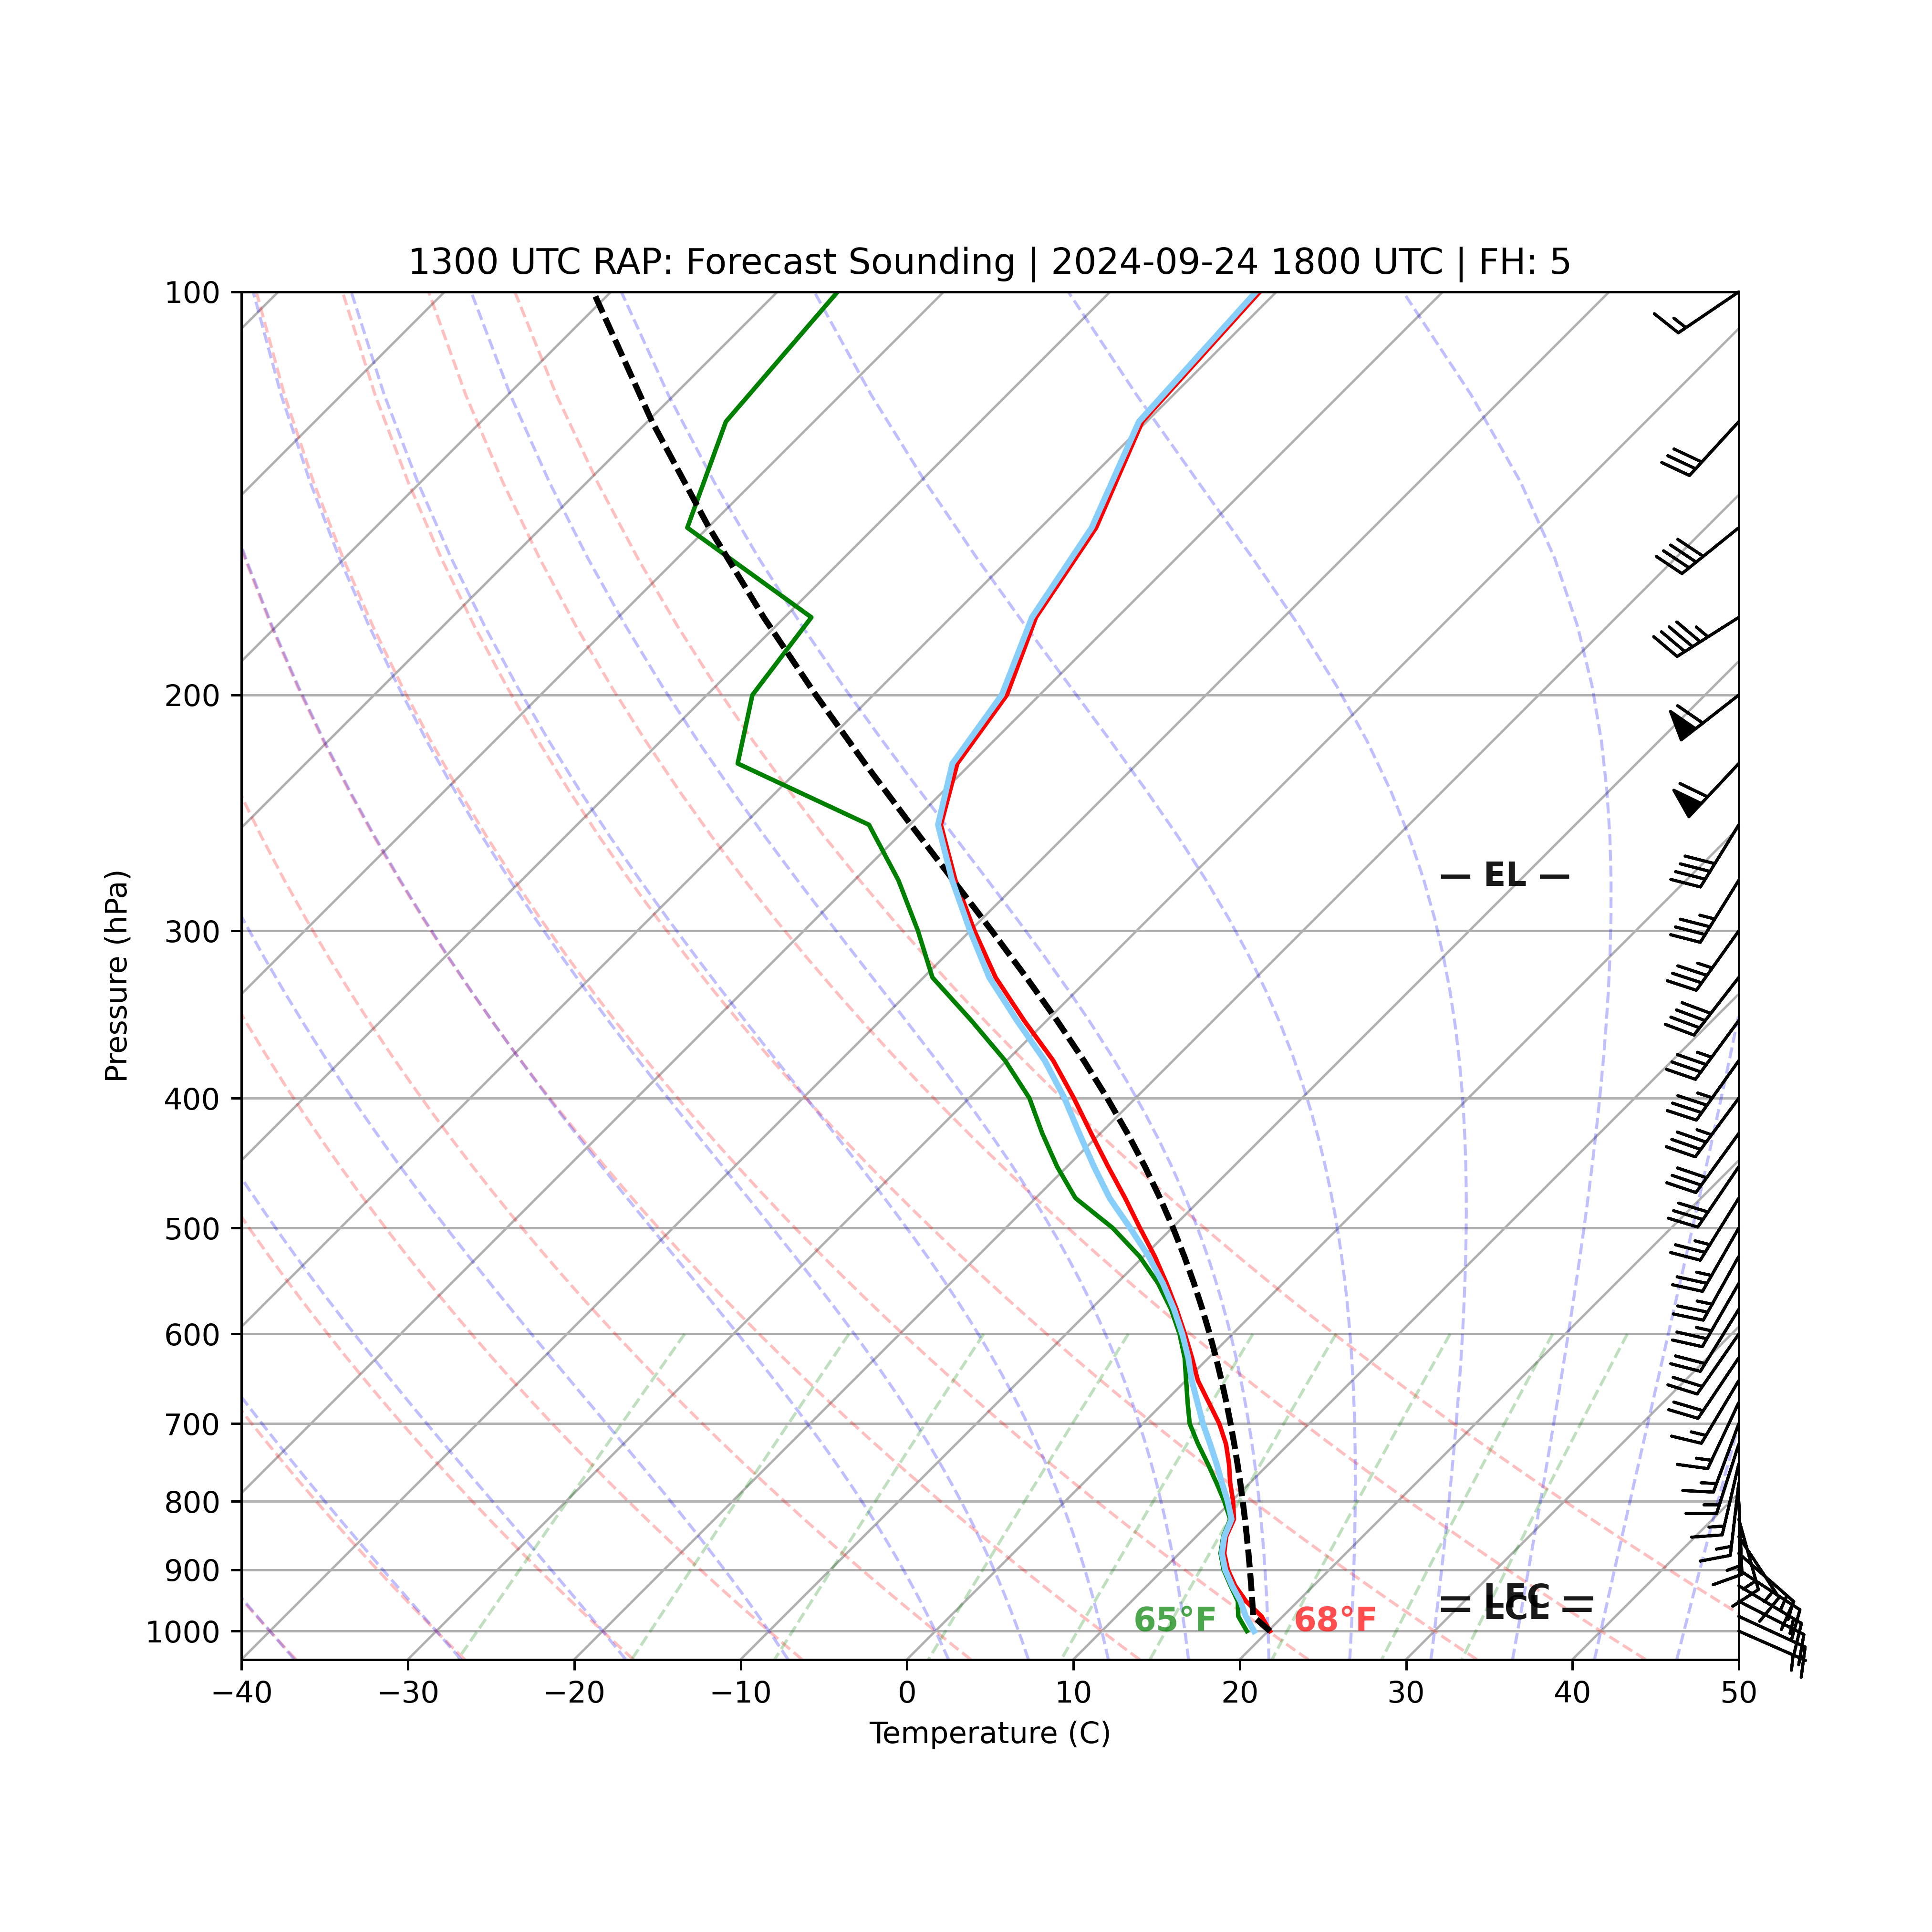 1300 UTC RAP: Forecast Sounding | 2024-09-24 1800 UTC | FH: 5
100
200
— EL —
Pressure (hPa)
300
400
500
600
700
800
900
— LFC —
— LCL —
65°F
68°F
1000
−40 −30 −20 −10 0 10 20 30 40 50
Temperature (C)